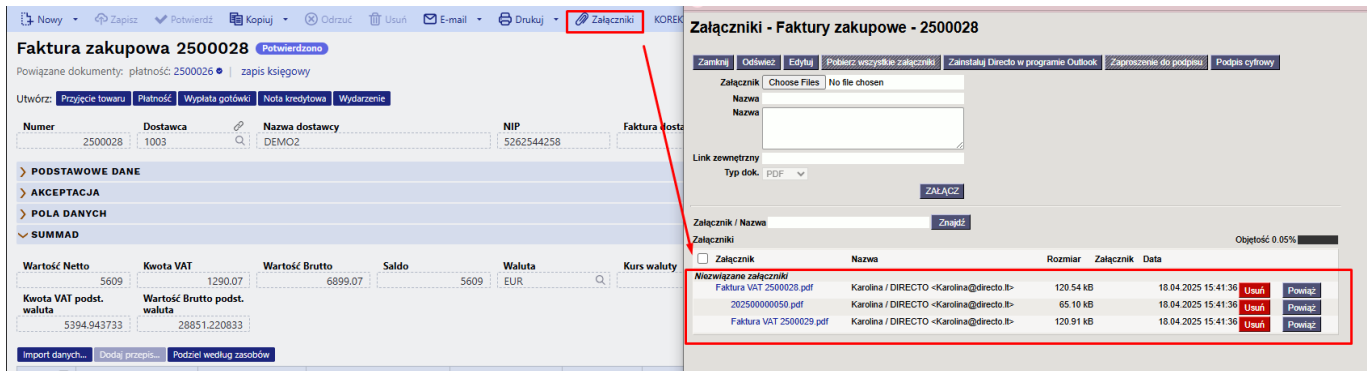 Nowy Zapisz Potwierdź Kopiuj Odrzuć Usuń E-mail Drukuj Załączniki KOREK
Faktura zakupowa 2500028 Potwierdzono
Powiązane dokumenty: płatność: 2500026 | zapis księgowy
Utwórz: Przyjęcie towaru Płatność Wypłata gotówki Nota kredytowa Wydarzenie
Numer Dostawca Nazwa dostawcy NIP Faktura dosta
2500028 1003 DEMO2 5262544258
PODSTAWOWE DANE
AKCEPTACJA
POLA DANYCH
SUMMAD
Wartość Netto Kwota VAT Wartość Brutto Saldo Waluta Kurs waluty
5609 1290.07 6899.07 5609 EUR
Kwota VAT podst. waluta Wartość Brutto podst. waluta
5394.943733 28851.220833
Import danych... Dodaj przepis... Podziel według zasobów
Załączniki - Faktury zakupowe - 2500028
Zamknij Odśwież Edytuj Pobierz wszystkie załączniki Zainstaluj Directo w programie Outlook Zaproszenie do podpisu Podpis cyfrowy
Załącznik Choose Files No file chosen
Nazwa
Nazwa
Link zewnętrzny
Typ dok. PDF
ZAŁĄCZ
Załącznik / Nazwa Znajdź
Załączniki Objętość 0.05%
Załącznik Nazwa Rozmiar Załącznik Data
Niezwiązane załączniki
Faktura VAT 2500028.pdf Karolina / DIRECTO <Karolina@directo.lt> 120.54 kB 18.04.2025 15:41:36 Usuń Powiąż
202500000050.pdf Karolina / DIRECTO <Karolina@directo.lt> 65.10 kB 18.04.2025 15:41:36 Usuń Powiąż
Faktura VAT 2500029.pdf Karolina / DIRECTO <Karolina@directo.lt> 120.91 kB 18.04.2025 15:41:36 Usuń Powiąż